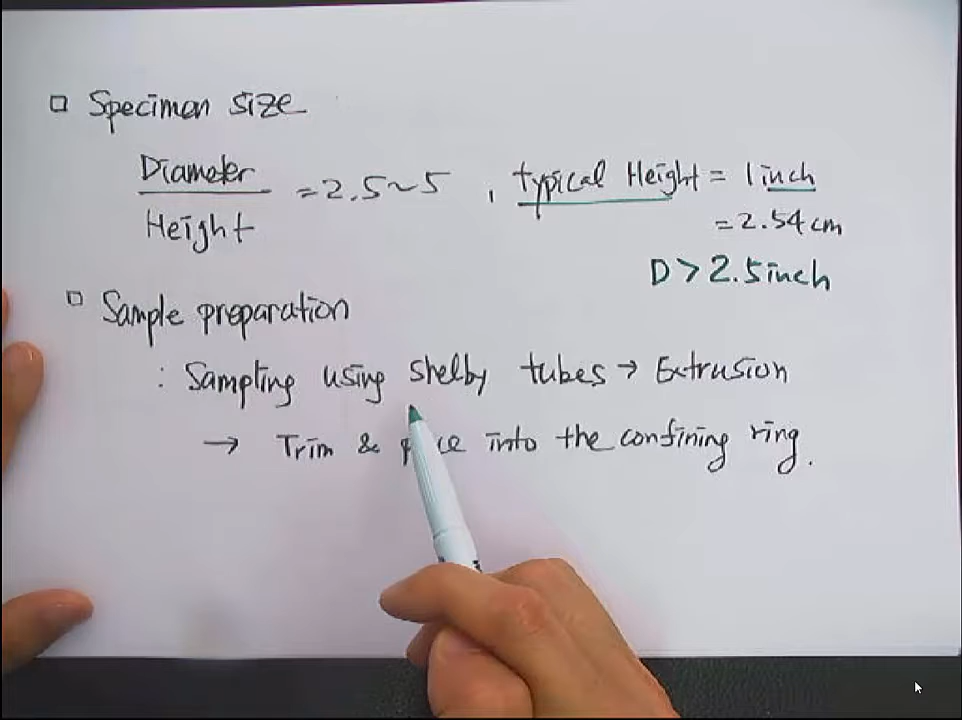 □ Specimen size
Diameter / Height = 2.5~5 , typical Height = 1 inch
= 2.54 cm
D > 2.5 inch
□ Sample preparation
: Sampling using shelby tubes → Extrusion
→ Trim & into the confining ring.